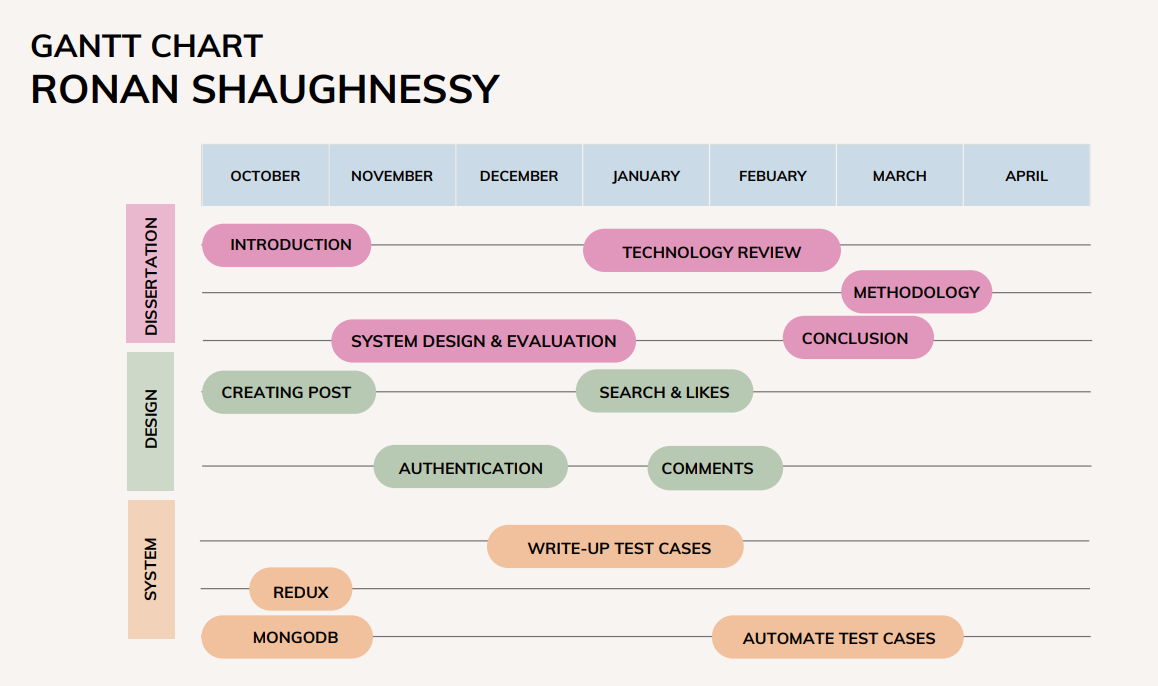 GANTT CHART
RONAN SHAUGHNESSY
OCTOBER NOVEMBER DECEMBER JANUARY FEBUARY MARCH APRIL
DISSERTATION
INTRODUCTION TECHNOLOGY REVIEW
METHODOLOGY
SYSTEM DESIGN & EVALUATION CONCLUSION
DESIGN
CREATING POST SEARCH & LIKES
AUTHENTICATION COMMENTS
SYSTEM
WRITE-UP TEST CASES
REDUX
MONGODB AUTOMATE TEST CASES